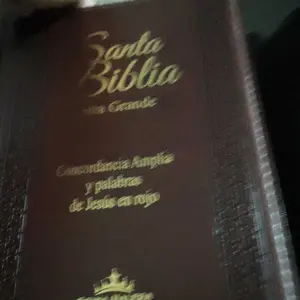 Santa
Biblia
Grande
Concordancia Amplia
y palabras
de Jesús en rojo